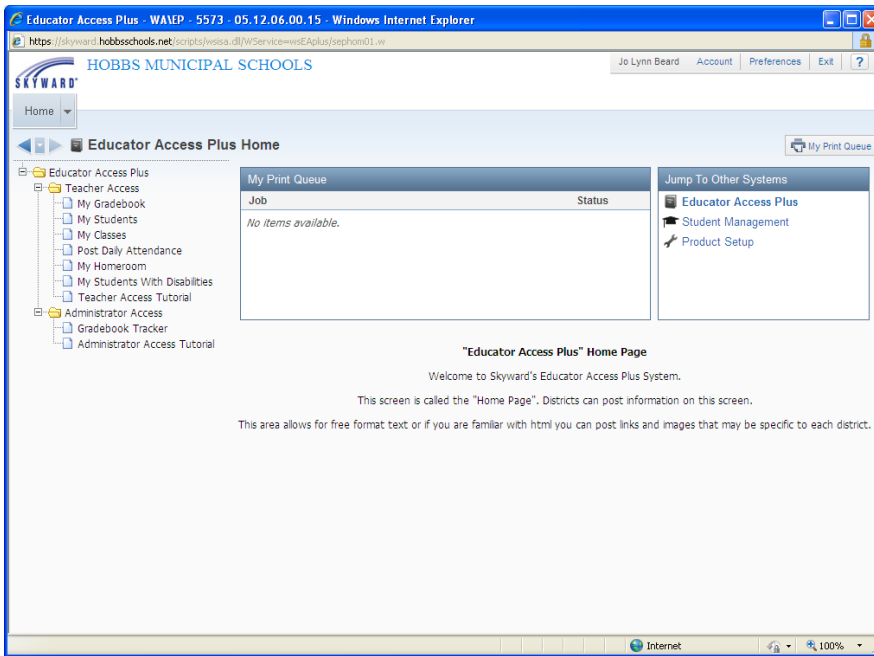 Educator Access Plus - WA\EP - 5573 - 05.12.06.00.15 - Windows Internet Explorer
https://skyward.hobbsschools.net/scripts/wsisa.dll/WService=wsEAplus/sephom01.w
SKYWARD
HOBBS MUNICIPAL SCHOOLS
Jo Lynn Beard Account Preferences Exit ?
Home
Educator Access Plus Home
My Print Queue
Educator Access Plus
Teacher Access
My Gradebook
My Students
My Classes
Post Daily Attendance
My Homeroom
My Students With Disabilities
Teacher Access Tutorial
Administrator Access
Gradebook Tracker
Administrator Access Tutorial
My Print Queue
Job Status
No items available.
Jump To Other Systems
Educator Access Plus
Student Management
Product Setup
"Educator Access Plus" Home Page
Welcome to Skyward's Educator Access Plus System.
This screen is called the "Home Page". Districts can post information on this screen.
This area allows for free format text or if you are familiar with html you can post links and images that may be specific to each district.
Internet 100%